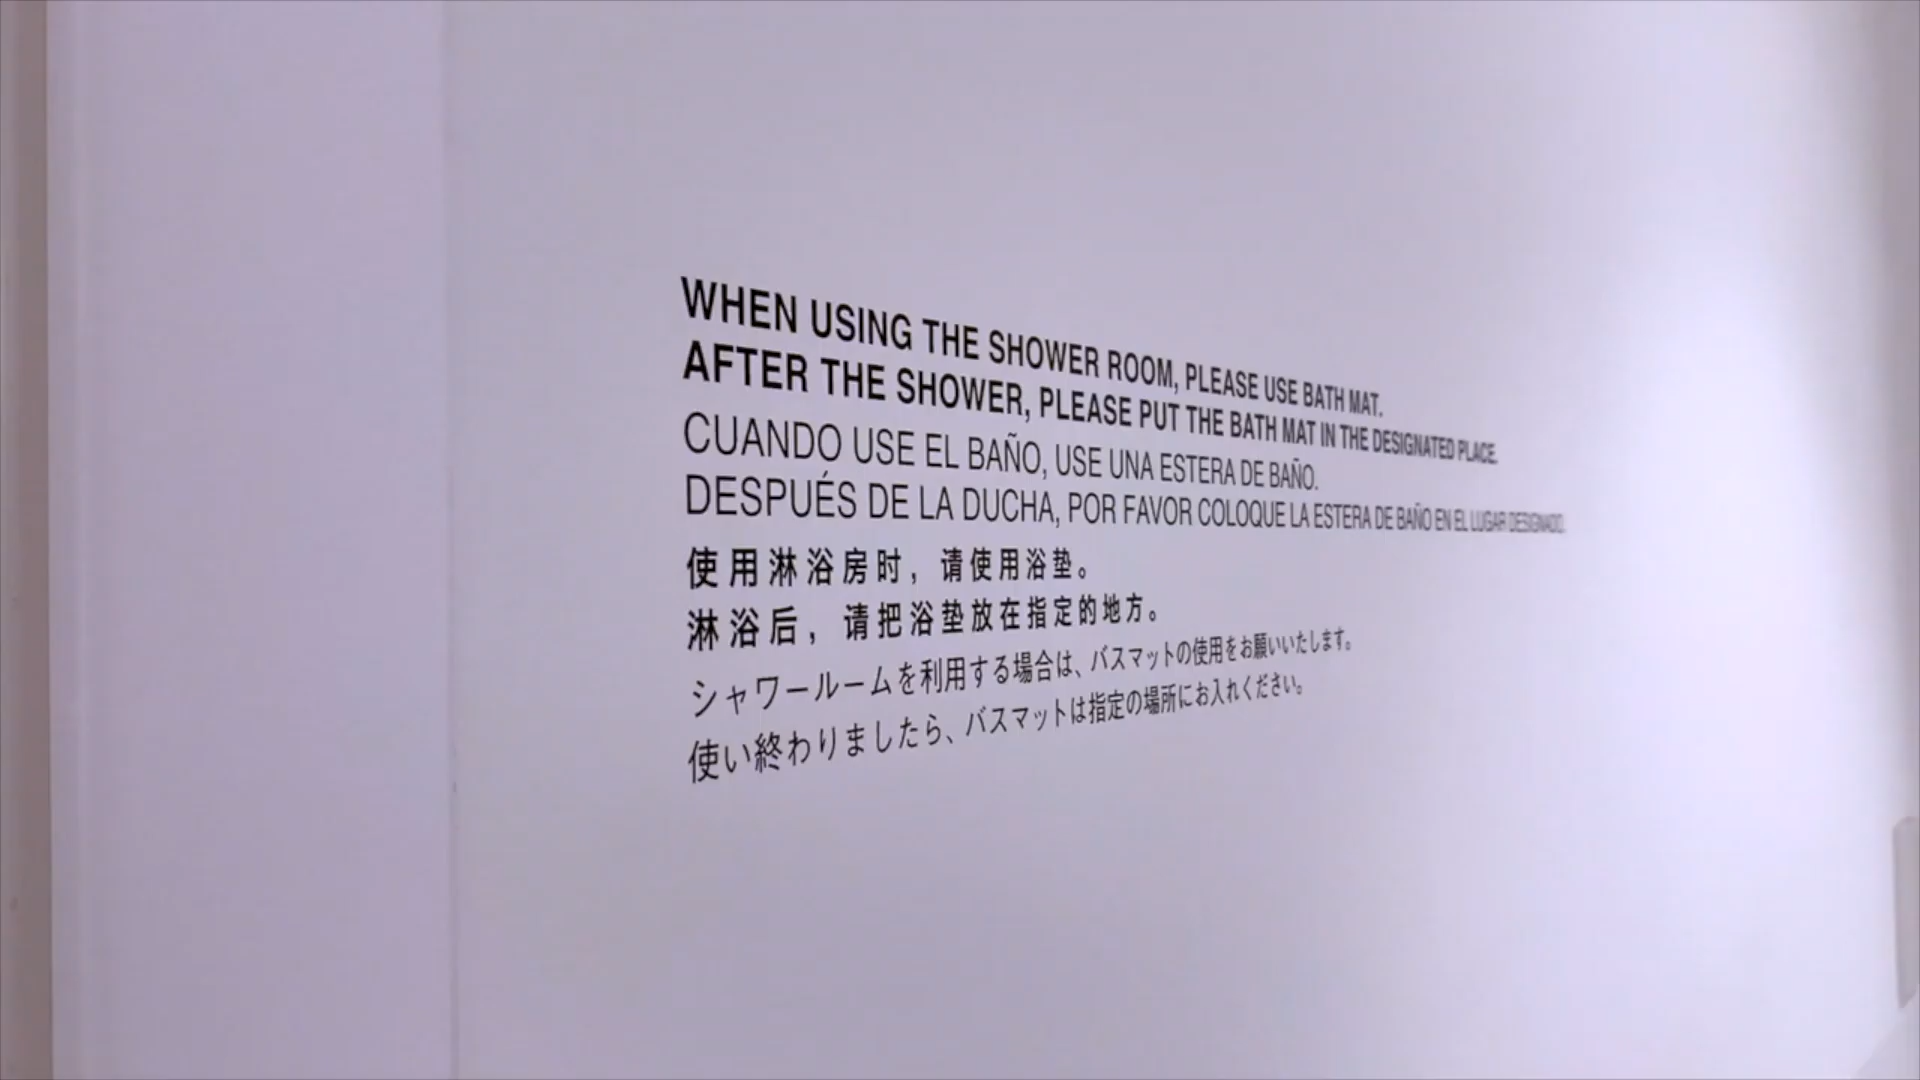 WHEN USING THE SHOWER ROOM, PLEASE USE BATH MAT.
AFTER THE SHOWER, PLEASE PUT THE BATH MAT IN THE DESIGNATED PLACE.
CUANDO USE EL BAÑO, USE UNA ESTERA DE BAÑO.
DESPUÉS DE LA DUCHA, POR FAVOR COLOQUE LA ESTERA DE BAÑO EN EL LUGAR DESIGNADO.
使用淋浴房时，请使用浴垫。
淋浴后，请把浴垫放在指定的地方。
シャワールームを利用する場合は、バスマットの使用をお願いいたします。
使い終わりましたら、バスマットは指定の場所にお入れください。